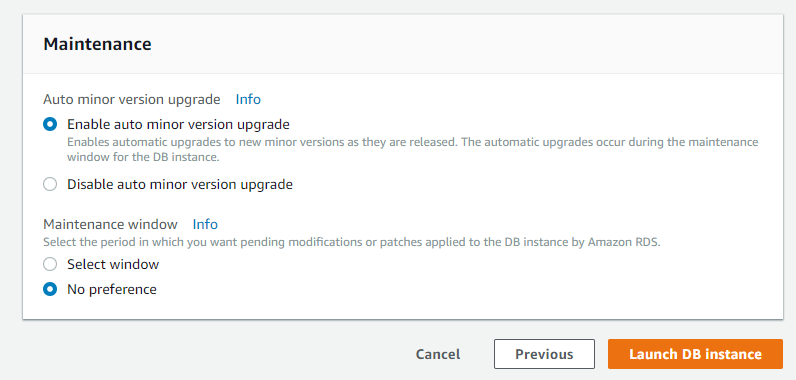 Maintenance
Auto minor version upgrade Info
Enable auto minor version upgrade
Enables automatic upgrades to new minor versions as they are released. The automatic upgrades occur during the maintenance
window for the DB instance.
Disable auto minor version upgrade
Maintenance window Info
Select the period in which you want pending modifications or patches applied to the DB instance by Amazon RDS.
Select window
No preference
Cancel Previous Launch DB instance